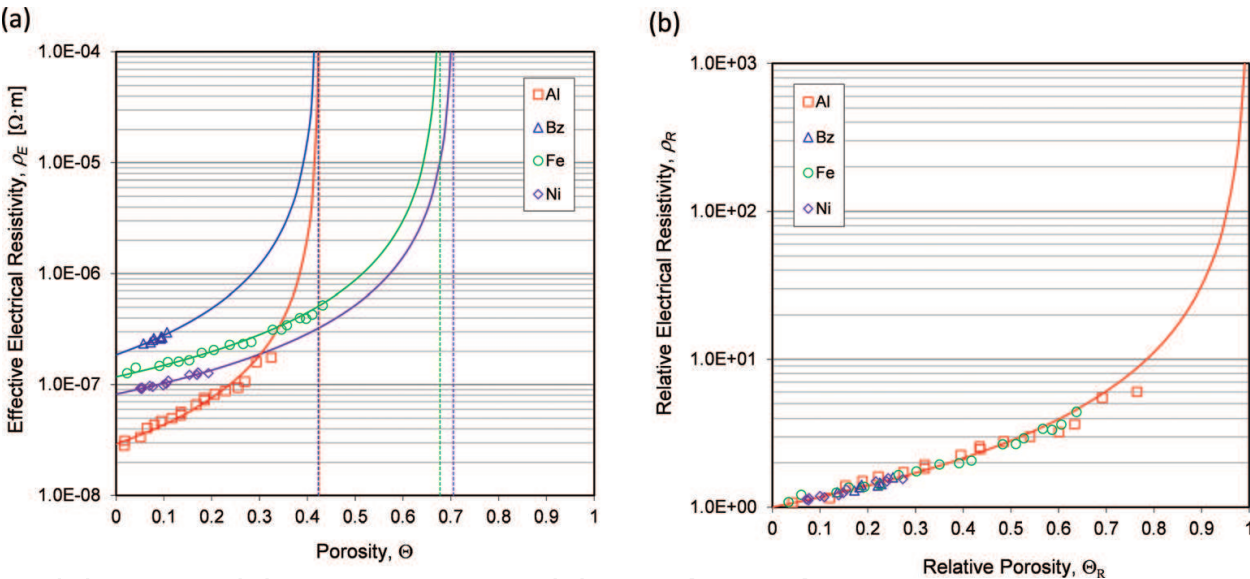 (a)
Effective Electrical Resistivity, ρE [Ω·m]
1.0E-04
1.0E-05
1.0E-06
1.0E-07
1.0E-08
Al
Bz
Fe
Ni
0 0.1 0.2 0.3 0.4 0.5 0.6 0.7 0.8 0.9 1
Porosity, Θ
(b)
Relative Electrical Resistivity, ρR
1.0E+03
1.0E+02
1.0E+01
1.0E+00
Al
Bz
Fe
Ni
0 0.1 0.2 0.3 0.4 0.5 0.6 0.7 0.8 0.9 1
Relative Porosity, ΘR